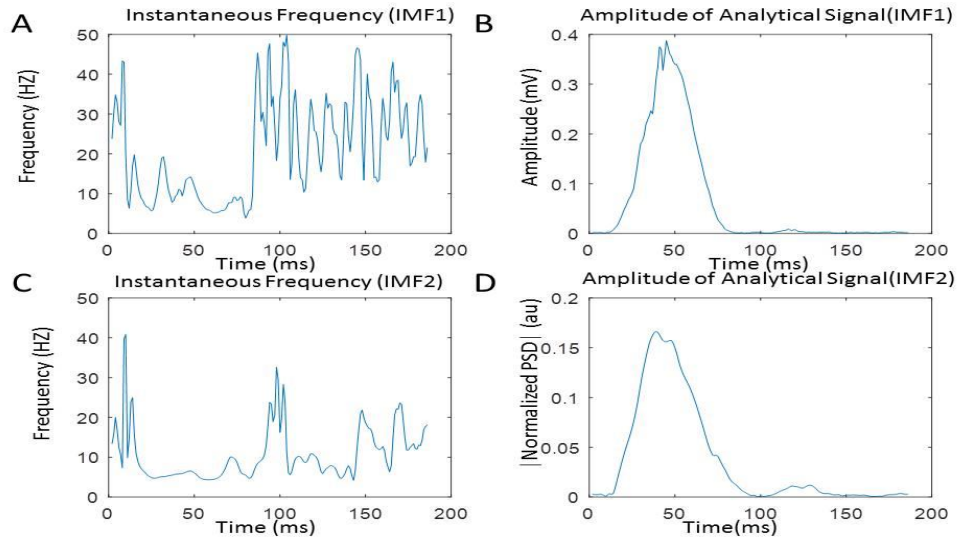 A
Instantaneous Frequency (IMF1)
50
40
30
20
10
0
Frequency (HZ)
0 50 100 150 200
Time (ms)
B
Amplitude of Analytical Signal(IMF1)
0.4
0.3
0.2
0.1
0
Amplitude(mV)
0 50 100 150 200
Time (ms)
C
Instantaneous Frequency (IMF2)
50
40
30
20
10
0
Frequency (HZ)
0 50 100 150 200
Time (ms)
D
Amplitude of Analytical Signal(IMF2)
0.2
0.15
0.1
0.05
0
|Normalized PSD| (au)
0 50 100 150 200
Time(ms)